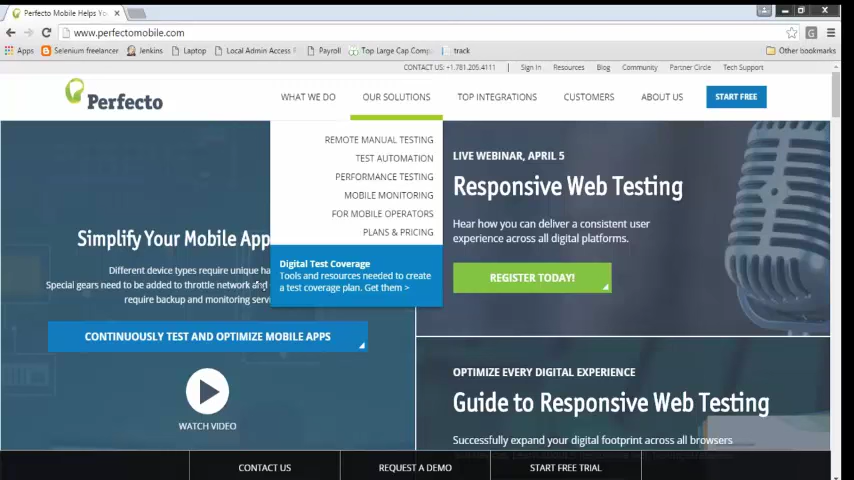 Perfecto Mobile Helps Yo
www.perfectomobile.com
Apps
Selenium freelancer
Jenkins
Laptop
Local Admin Access
Payroll
Top Large Cap Comp
track
Other bookmarks
CONTACT US: +1.781.205.4111
Sign In
Resources
Blog
Community
Partner Circle
Tech Support
Perfecto
WHAT WE DO
OUR SOLUTIONS
TOP INTEGRATIONS
CUSTOMERS
ABOUT US
START FREE
REMOTE MANUAL TESTING
TEST AUTOMATION
PERFORMANCE TESTING
MOBILE MONITORING
FOR MOBILE OPERATORS
PLANS & PRICING
Digital Test Coverage
Tools and resources needed to create
a test coverage plan. Get them >
Simplify Your Mobile App
Different device types require unique ha
Special gears need to be added to throttle network and
require backup and monitoring serv
CONTINUOUSLY TEST AND OPTIMIZE MOBILE APPS
WATCH VIDEO
LIVE WEBINAR, APRIL 5
Responsive Web Testing
Hear how you can deliver a consistent user
experience across all digital platforms.
REGISTER TODAY!
OPTIMIZE EVERY DIGITAL EXPERIENCE
Guide to Responsive Web Testing
Successfully expand your digital footprint across all browsers
CONTACT US
REQUEST A DEMO
START FREE TRIAL